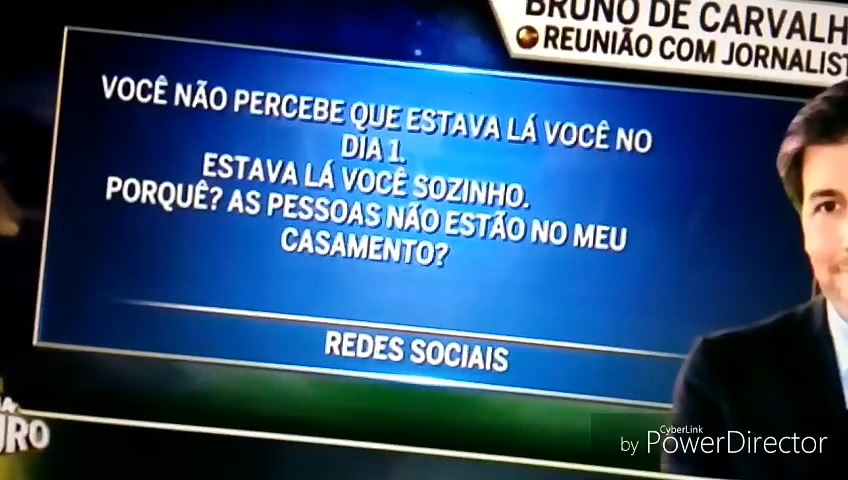 BRUNO DE CARVALH
REUNIÃO COM JORNALIST
VOCÊ NÃO PERCEBE QUE ESTAVA LÁ VOCÊ NO
DIA 1.
ESTAVA LÁ VOCÊ SOZINHO.
PORQUÊ? AS PESSOAS NÃO ESTÃO NO MEU
CASAMENTO?
REDES SOCIAIS
URO
CyberLink
by PowerDirector